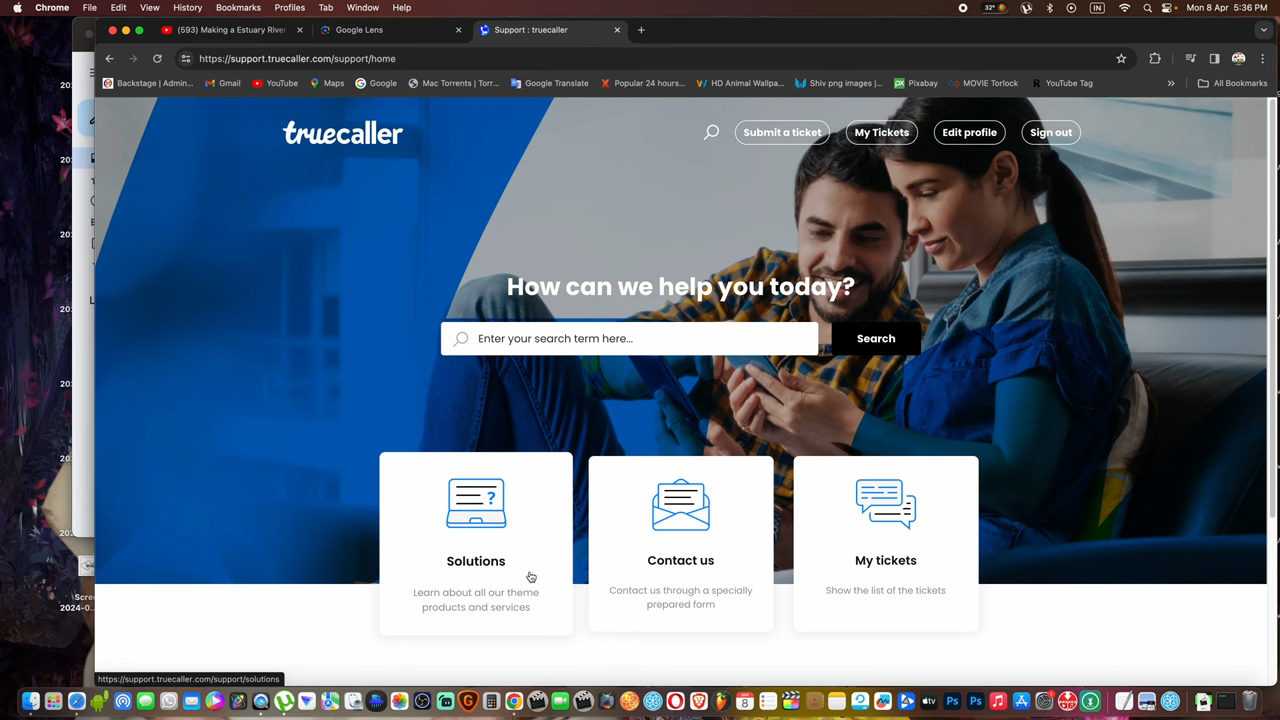 Chrome File Edit View History Bookmarks Profiles Tab Window Help
32° IN Mon 8 Apr 5:36 PM
(593) Making a Estuary River
Google Lens
Support : truecaller
https://support.truecaller.com/support/home
Backstage | Admin... Gmail YouTube Maps Google Mac Torrents | Torr... Google Translate Popular 24 hours... HD Animal Wallpa... Shiv png images |... Pixabay MOVIE Torlock YouTube Tag » All Bookmarks
truecaller
Submit a ticket
My Tickets
Edit profile
Sign out
How can we help you today?
Enter your search term here...
Search
Solutions
Learn about all our theme
products and services
Contact us
Contact us through a specially
prepared form
My tickets
Show the list of the tickets
https://support.truecaller.com/support/solutions